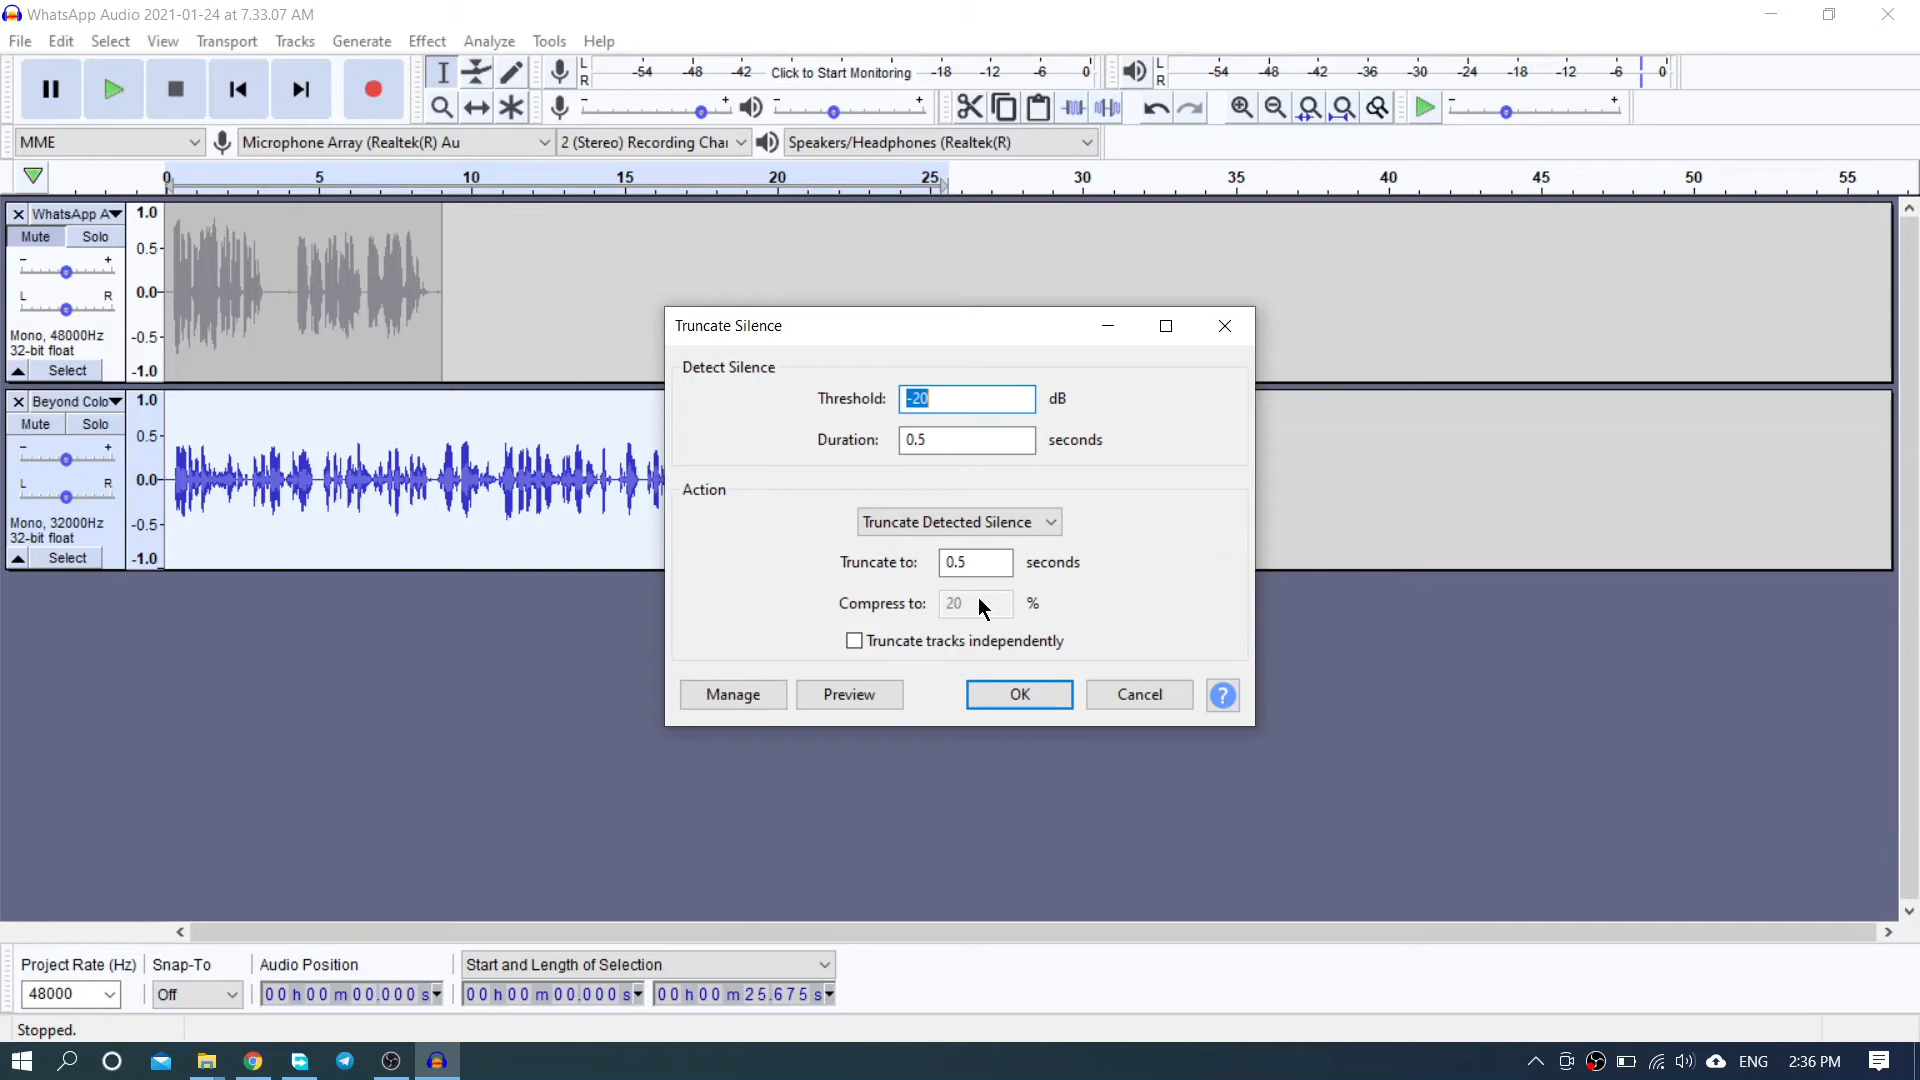 WhatsApp Audio 2021-01-24 at 7.33.07 AM
File Edit Select View Transport Tracks Generate Effect Analyze Tools Help
L R -54 -48 -42 Click to Start Monitoring -18 -12 -6 0
L R -54 -48 -42 -36 -30 -24 -18 -12 -6 0
- + - + - +
MME Microphone Array (Realtek(R) Au 2 (Stereo) Recording Chai Speakers/Headphones (Realtek(R)
0 5 10 15 20 25 30 35 40 45 50 55
WhatsApp A
Mute Solo
- +
L R
Mono, 48000Hz
32-bit float
Select
1.0
0.5
0.0
-0.5
-1.0
Beyond Colo
Mute Solo
- +
L R
Mono, 32000Hz
32-bit float
Select
1.0
0.5
0.0
-0.5
-1.0
Truncate Silence
Detect Silence
Threshold: -20 dB
Duration: 0.5 seconds
Action
Truncate Detected Silence
Truncate to: 0.5 seconds
Compress to: 20 %
Truncate tracks independently
Manage Preview OK Cancel ?
Project Rate (Hz) Snap-To Audio Position Start and Length of Selection
48000 Off 00 h 00 m 00.000 s 00 h 00 m 00.000 s 00 h 00 m 25.675 s
Stopped.
ENG 2:36 PM